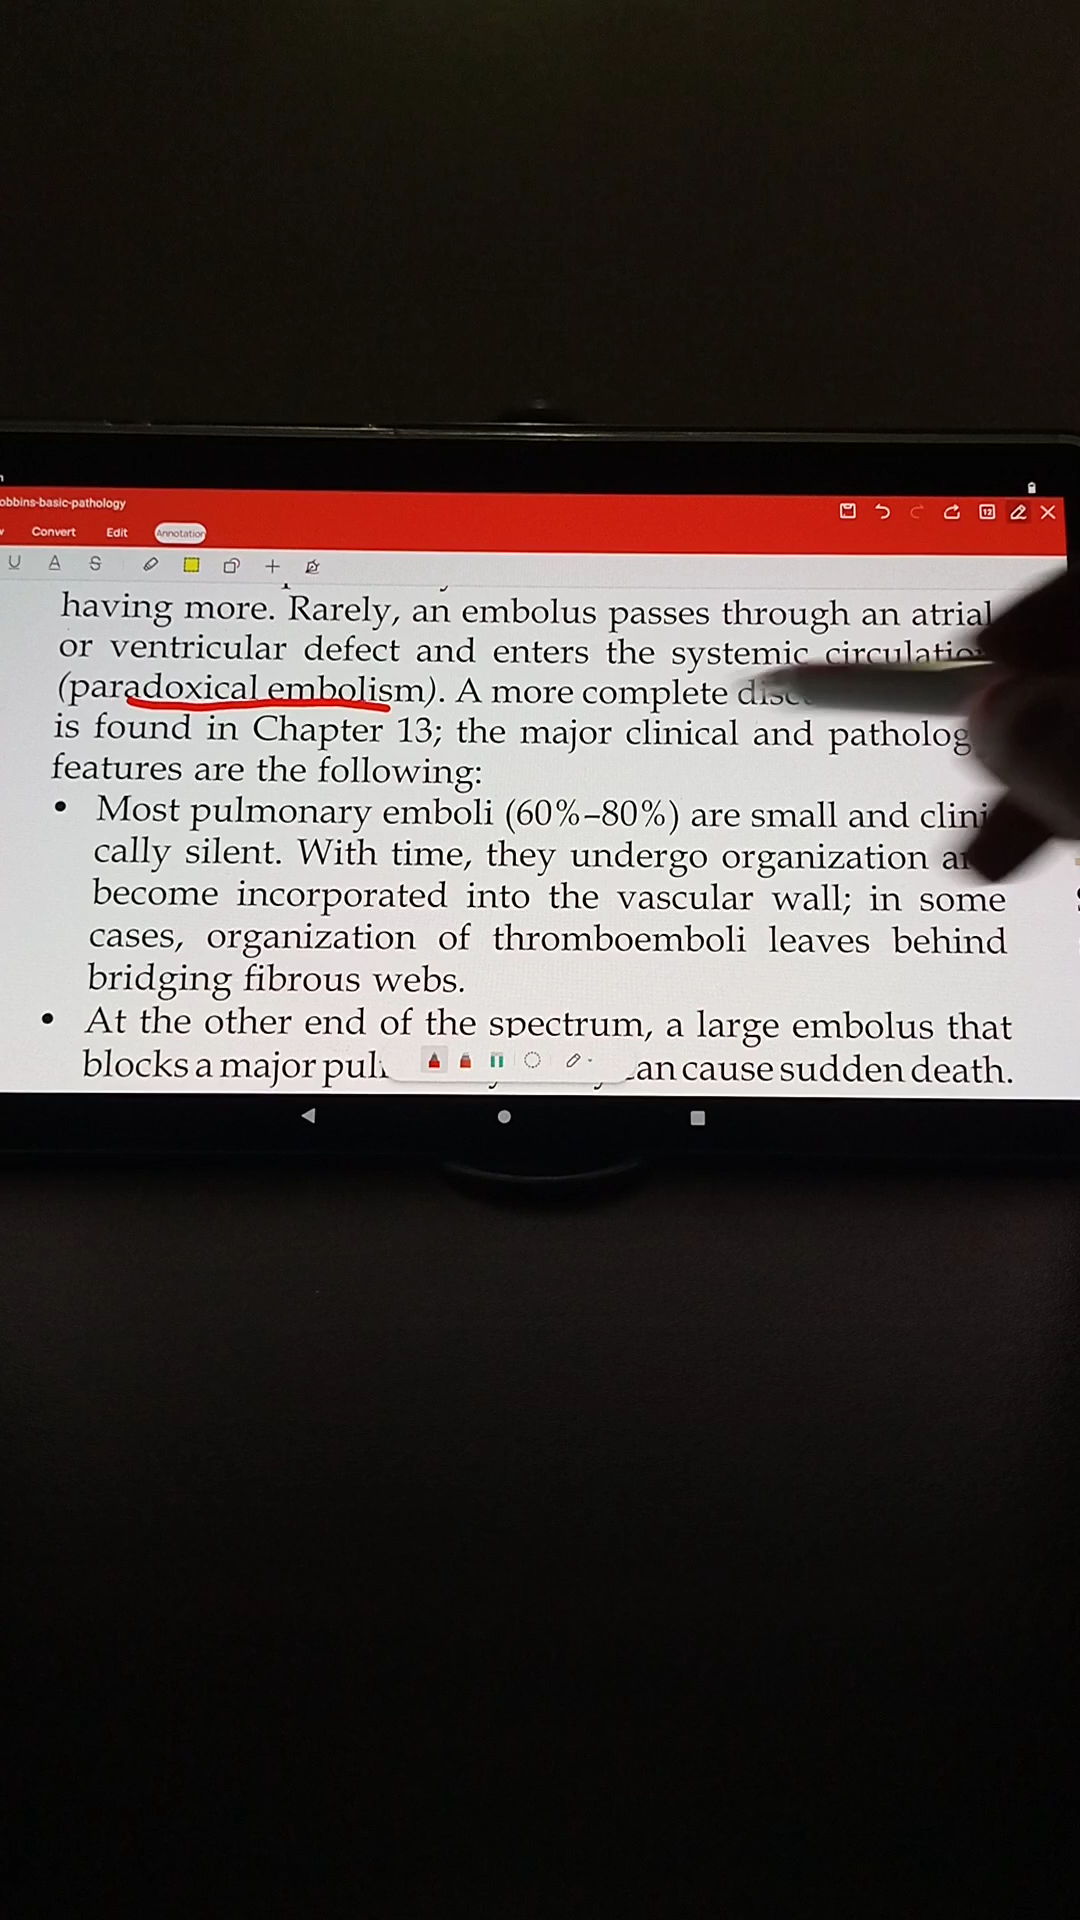 obbins-basic-pathology
Convert Edit Annotation
U A S
12
having more. Rarely, an embolus passes through an atrial
or ventricular defect and enters the systemic circulation
(paradoxical embolism). A more complete
is found in Chapter 13; the major clinical and patholog
features are the following:
• Most pulmonary emboli (60%–80%) are small and clini
cally silent. With time, they undergo organization
become incorporated into the vascular wall; in some
cases, organization of thromboemboli leaves behind
bridging fibrous webs.
• At the other end of the spectrum, a large embolus that
blocks a major pul an cause sudden death.